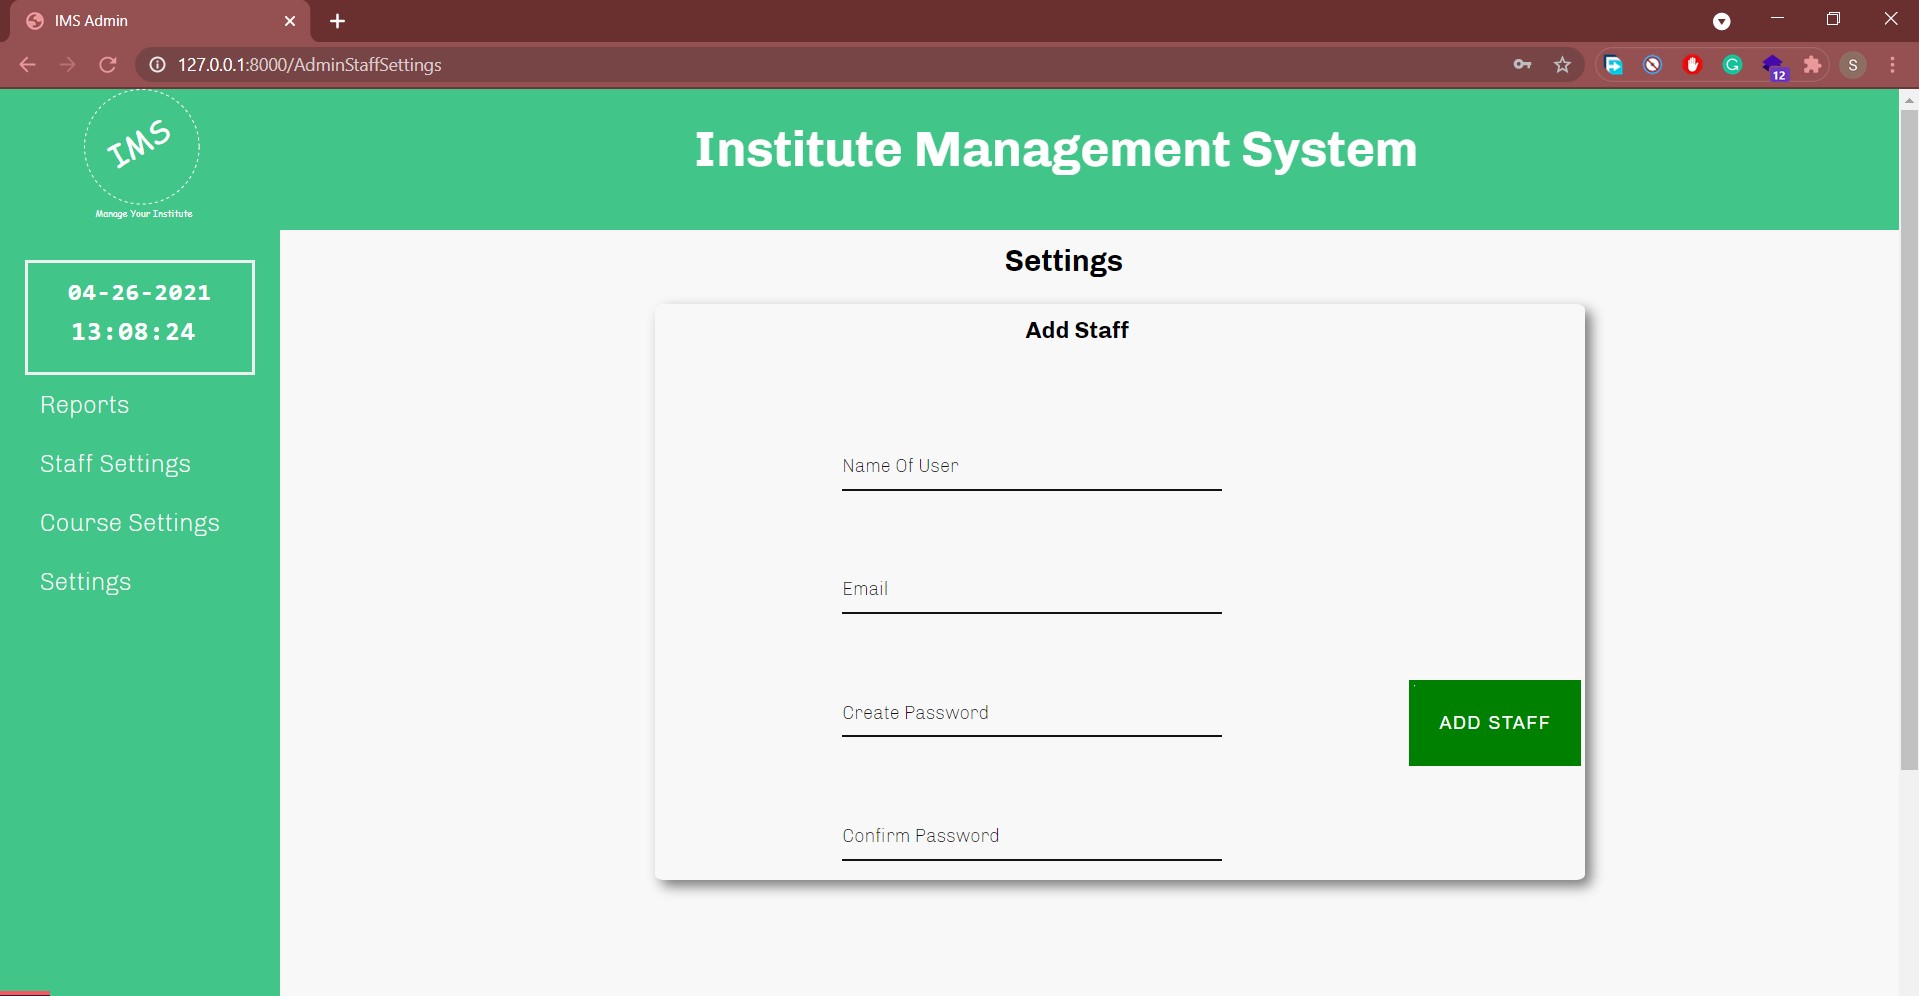 IMS Admin
127.0.0.1:8000/AdminStaffSettings
12
S
IMS
Manage Your Institute
Institute Management System
04-26-2021
13:08:24
Reports
Staff Settings
Course Settings
Settings
Settings
Add Staff
Name Of User
Email
Create Password
ADD STAFF
Confirm Password